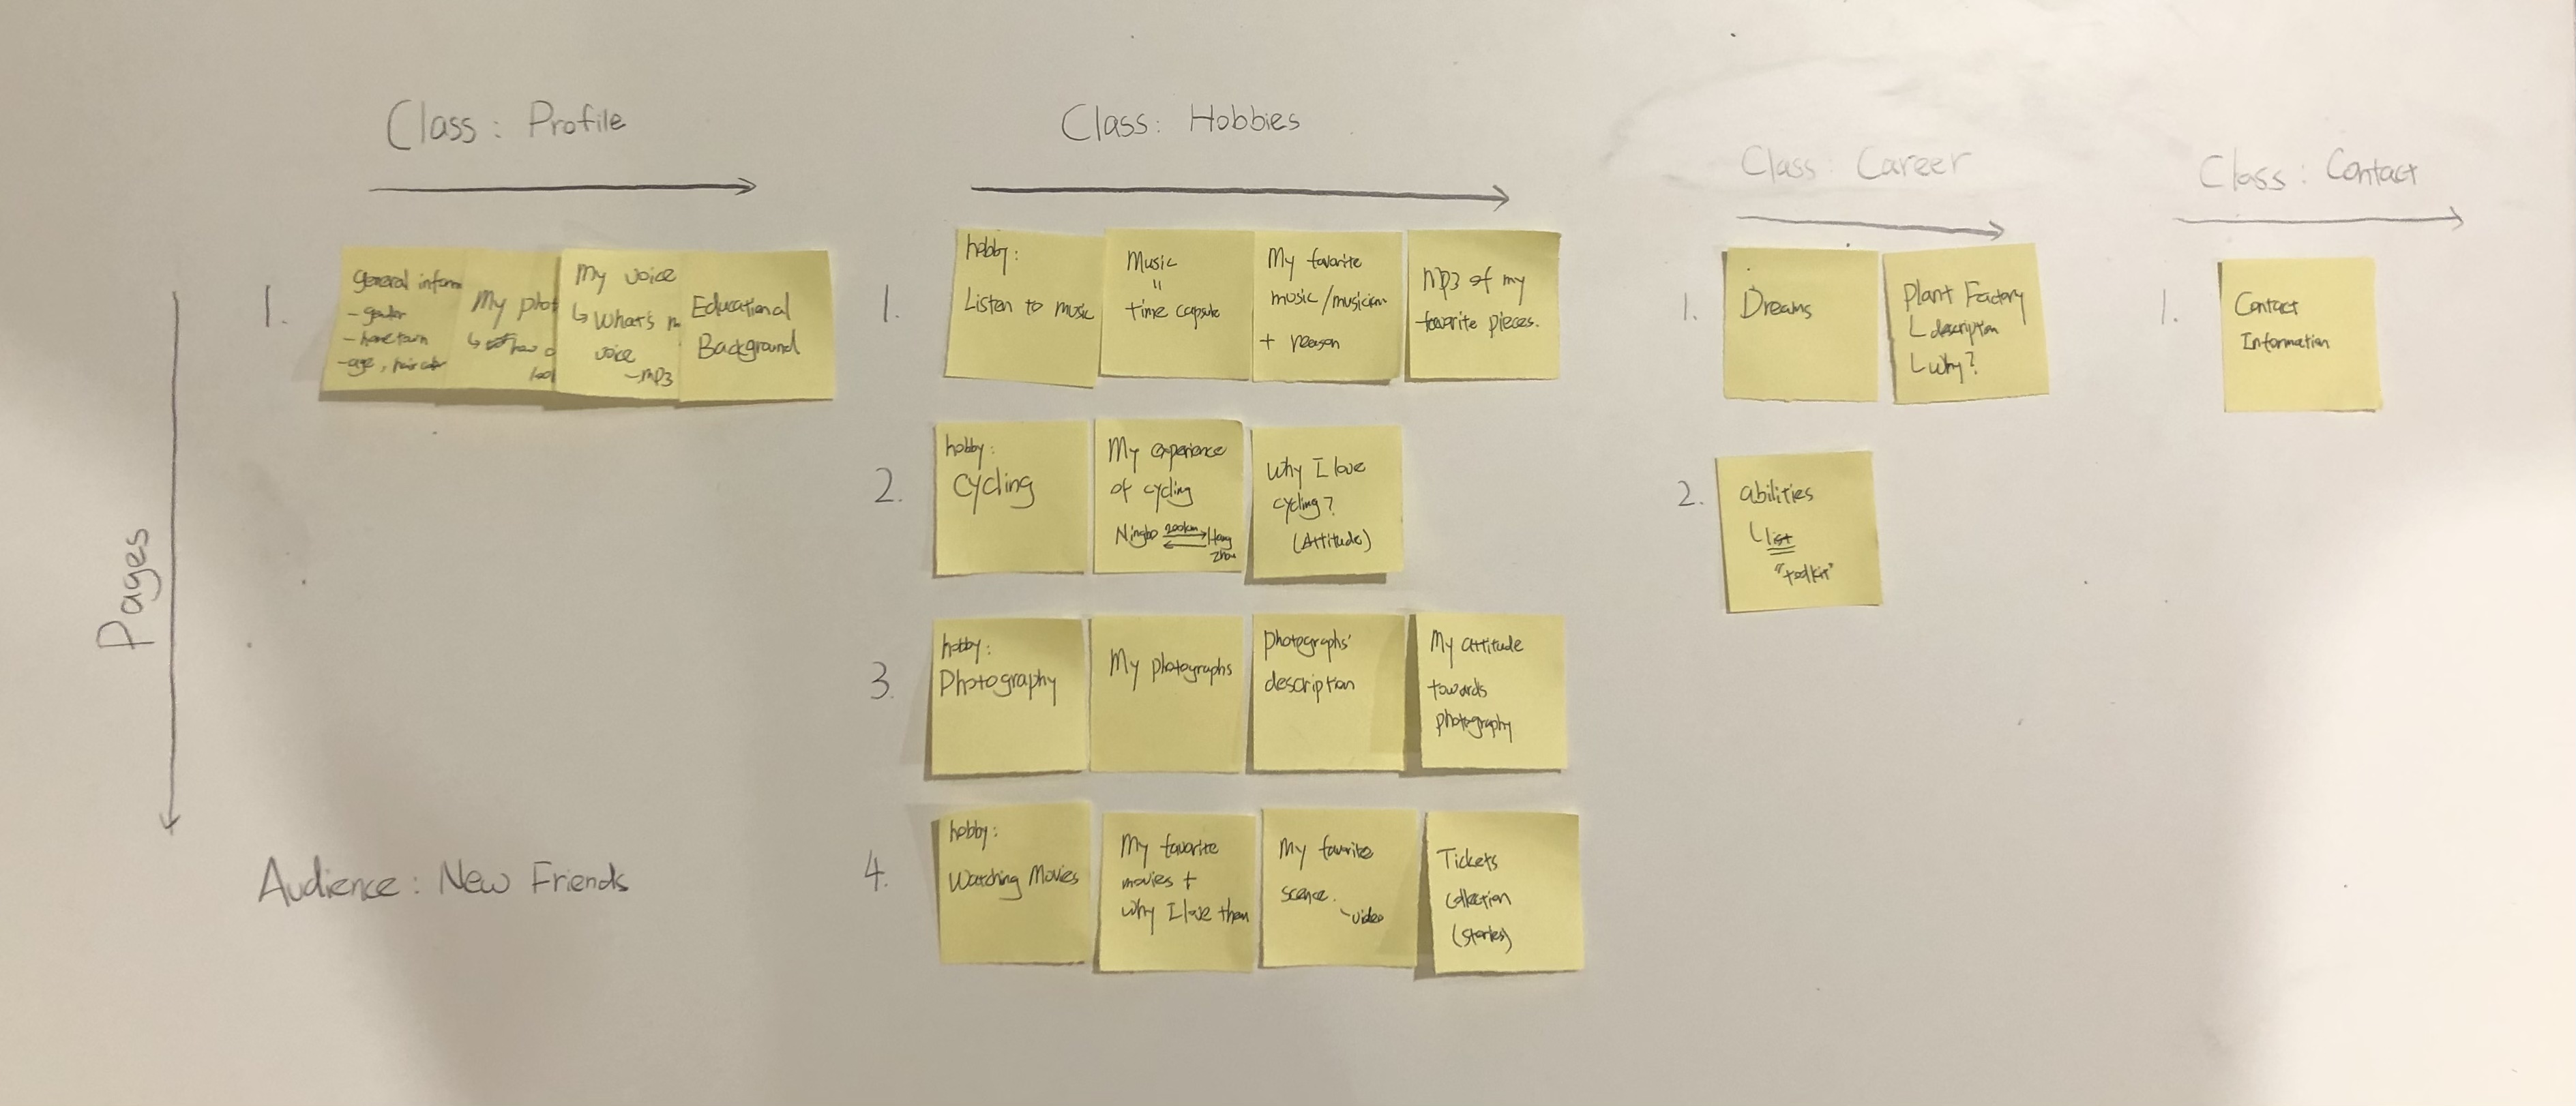 Class: Profile
Class: Hobbies
Class: Career
Class: Contact
Pages
1.
general inform
- gender
- hometown
- age, hair color
My phot
how
loo
My voice
↳ What's m
voice
- mp3
Educational
Background
1.
hobby:
Listen to music
Music
=
time capsule
My favorite
music/musician
+ reason
mp3 of my
favorite pieces.
2.
hobby:
Cycling
My experience
of cycling
Ningbo 200km Hang
zhou
Why I love
cycling?
(Attitude)
3.
hobby:
Photography
My photographs
photographs'
description
My attitude
towards
photography
4.
hobby:
Watching Movies
My favorite
movies +
why I love them
My favorite
scence.
- video
Tickets
collection
(stories)
1.
Dreams
Plant Factory
description
why?
2.
abilities
list
"toolkit"
1.
Contact
Information
Audience: New Friends